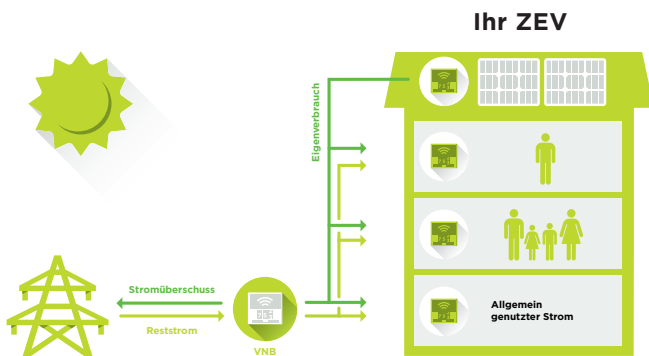 Ihr ZEV
Eigenverbrauch
Stromüberschuss
Reststrom
VNB
Allgemein
genutzter Strom